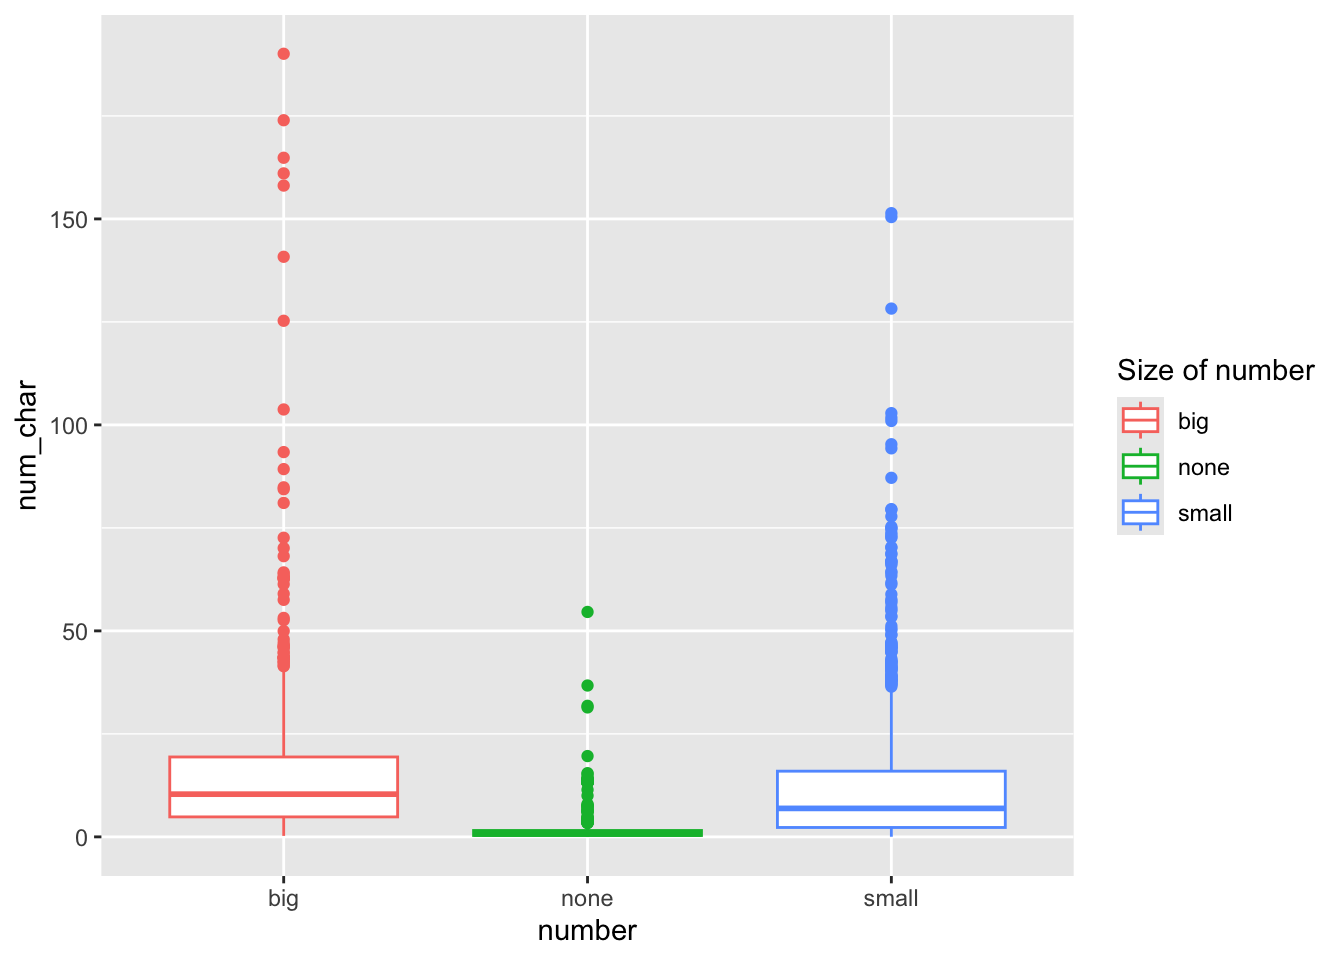 num_char
150
100
50
0
big
none
small
number
Size of number
big
none
small